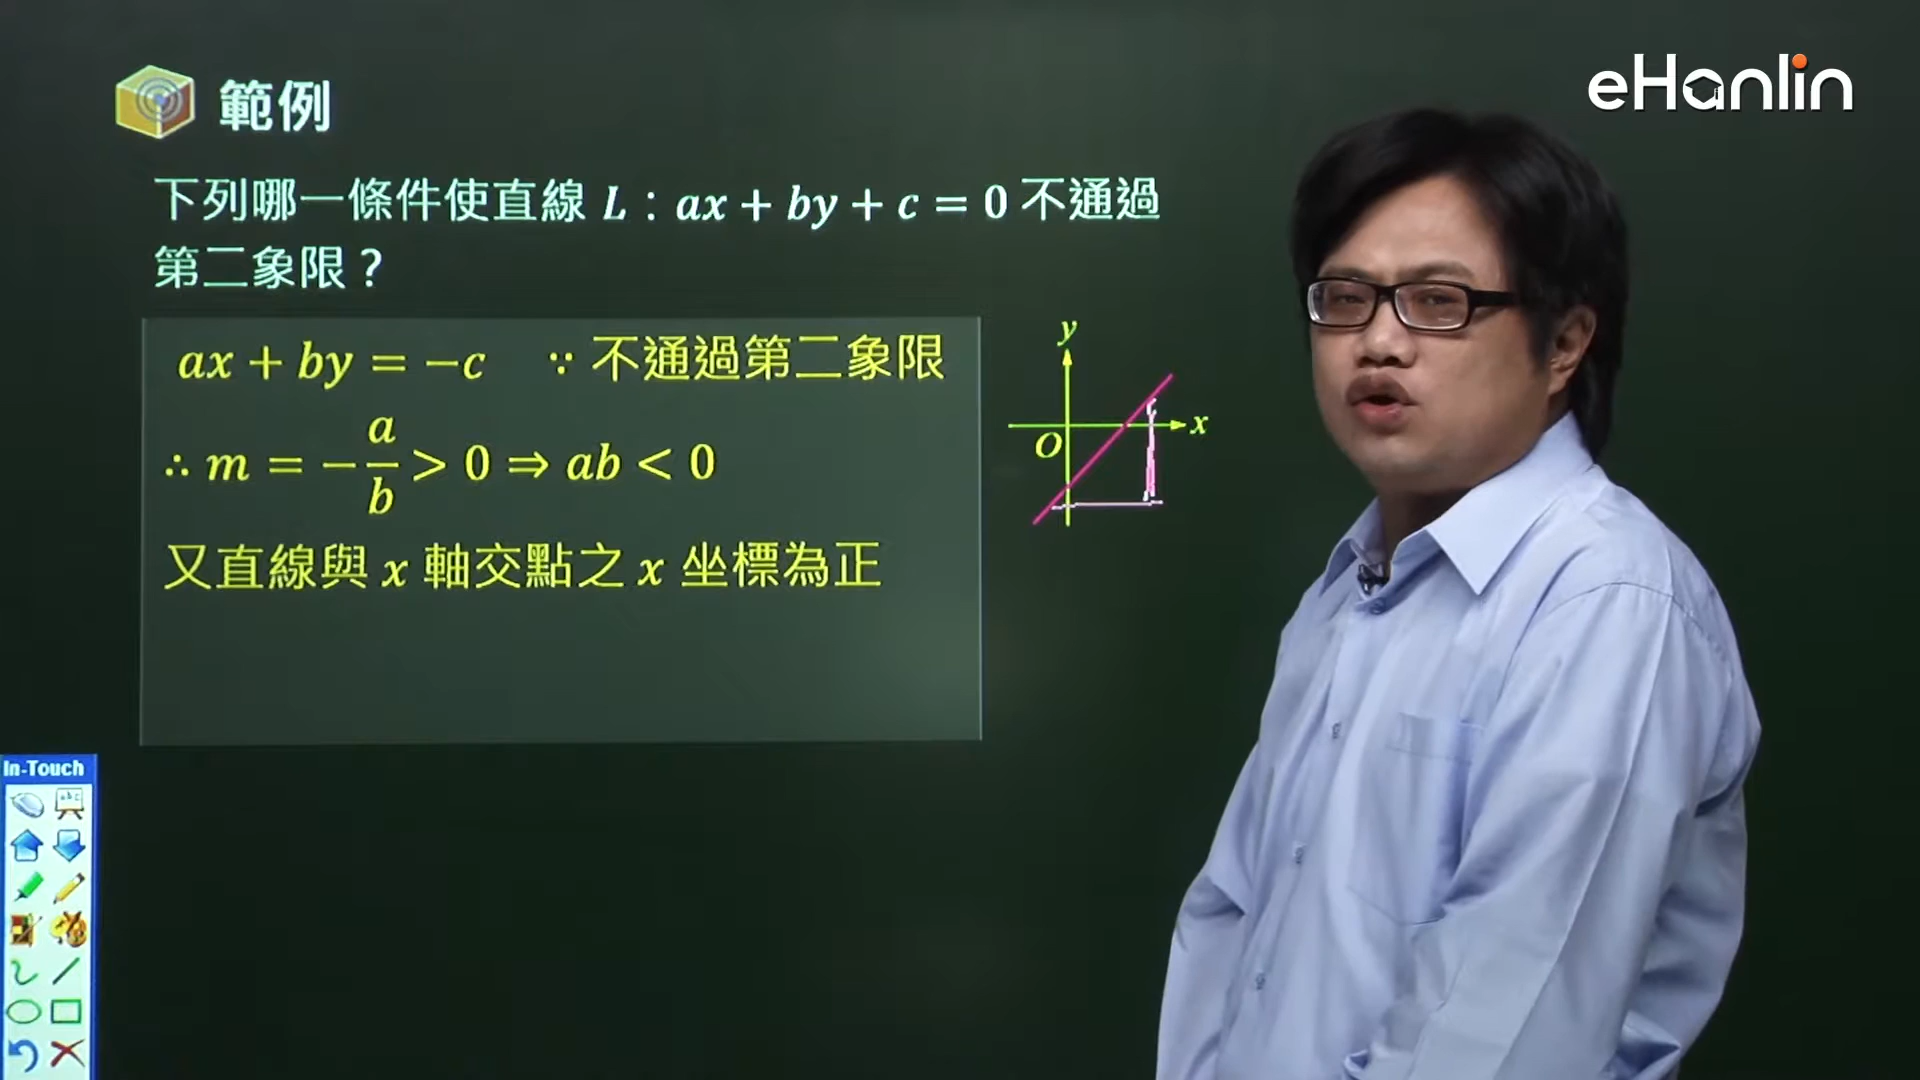 eHanlin
範例
下列哪一條件使直線 L：ax + by + c = 0 不通過
第二象限？
ax + by = −c ∵ 不通過第二象限
∴ m = −a/b > 0 ⇒ ab < 0
又直線與 x 軸交點之 x 坐標為正
y
x
O
In-Touch
abc